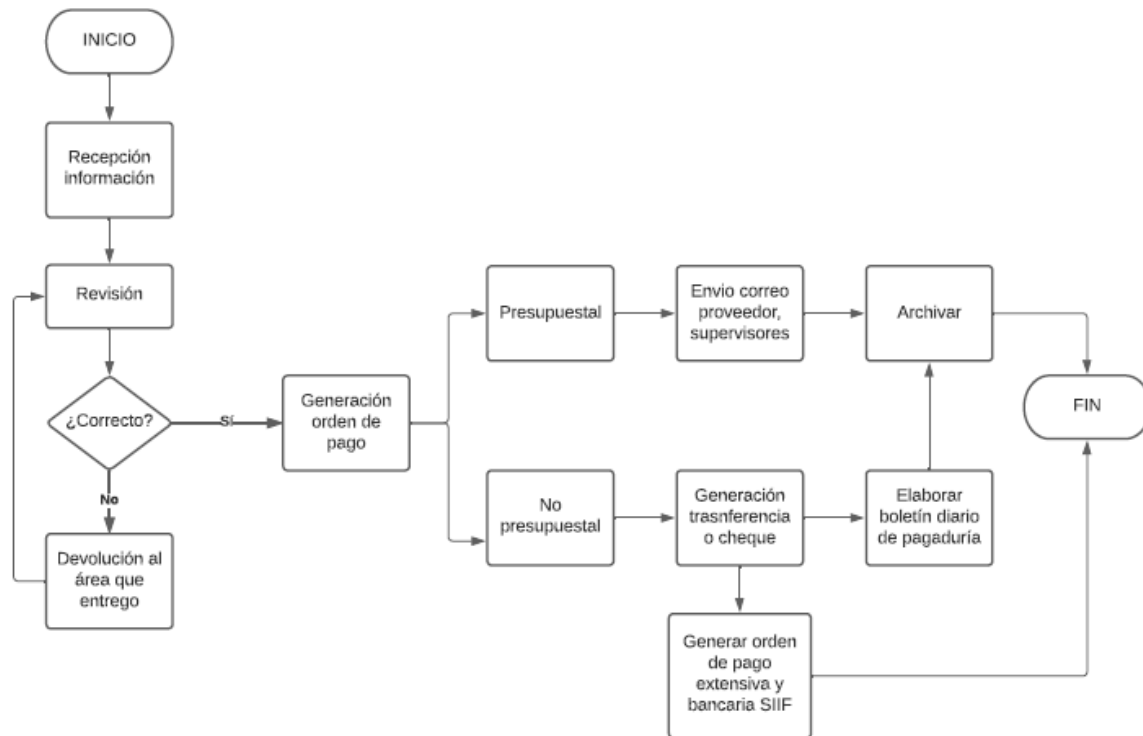 INICIO
Recepción
información
Revisión
¿Correcto?
Sí
No
Devolución al
área que
entrego
Generación
orden de
pago
Presupuestal
Envio correo
proveedor,
supervisores
Archivar
FIN
No
presupuestal
Generación
trasnferencia
o cheque
Elaborar
boletín diario
de pagaduría
Generar orden
de pago
extensiva y
bancaria SIIF